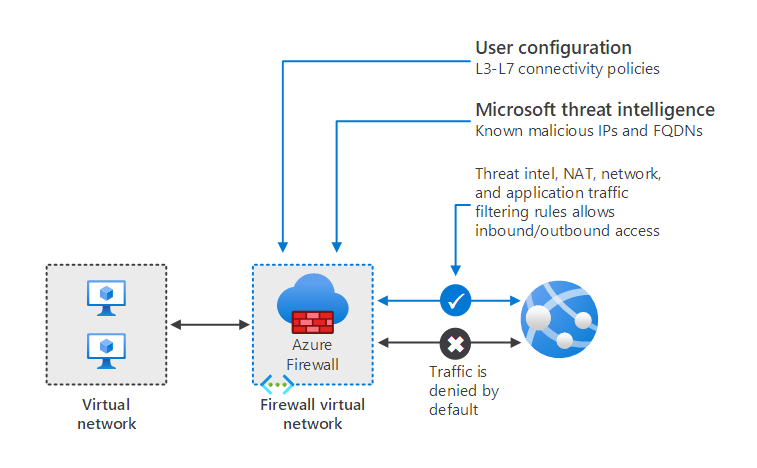 User configuration
L3-L7 connectivity policies
Microsoft threat intelligence
Known malicious IPs and FQDNs
Threat intel, NAT, network,
and application traffic
filtering rules allows
inbound/outbound access
Azure
Firewall
Traffic is
denied by
default
Virtual
network
Firewall virtual
network